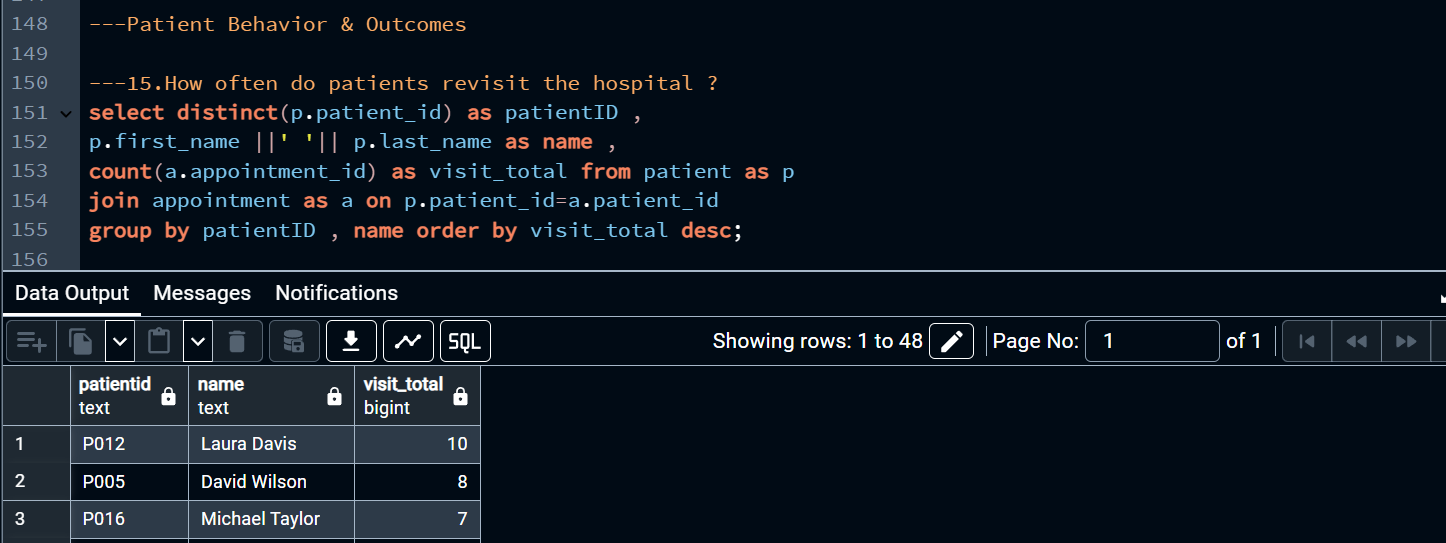 148 ---Patient Behavior & Outcomes
149
150 ---15.How often do patients revisit the hospital ?
151 select distinct(p.patient_id) as patientID ,
152 p.first_name ||' '|| p.last_name as name ,
153 count(a.appointment_id) as visit_total from patient as p
154 join appointment as a on p.patient_id=a.patient_id
155 group by patientID , name order by visit_total desc;
156
Data Output Messages Notifications
SQL Showing rows: 1 to 48 Page No: 1 of 1
patientid name visit_total
text text bigint
1 P012 Laura Davis 10
2 P005 David Wilson 8
3 P016 Michael Taylor 7